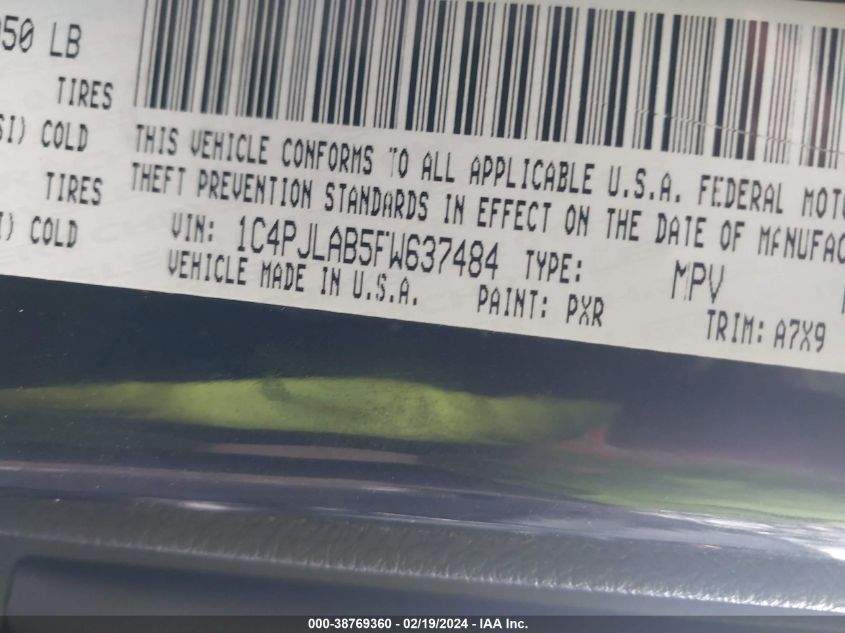 050 LB
TIRES
SI) COLD
TIRES
I) COLD
THIS VEHICLE CONFORMS TO ALL APPLICABLE U.S.A. FEDERAL MOTO
THEFT PREVENTION STANDARDS IN EFFECT ON THE DATE OF MANUFAC
VIN: 1C4PJLAB5FW637484 TYPE: MPV
VEHICLE MADE IN U.S.A. PAINT: PXR TRIM: A7X9
000-38769360 - 02/19/2024 - IAA Inc.